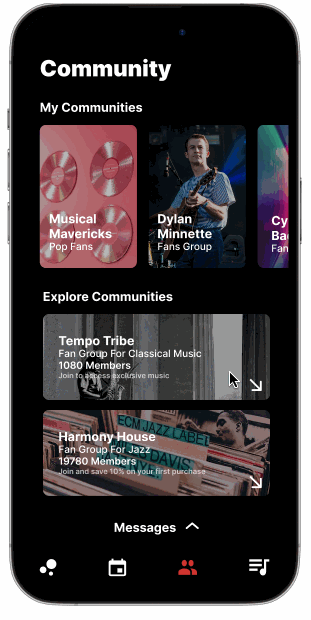 Community
My Communities
Musical
Mavericks
Pop Fans
Dylan
Minnette
Fans Group
Cy
Ba
Fan
Explore Communities
Tempo Tribe
Fan Group For Classical Music
1080 Members
Join to access exclusive music
ECM JAZZ LABEL
Harmony House
Fan Group For Jazz
19780 Members
DAVIS
Join and save 10% on your first purchase
Messages